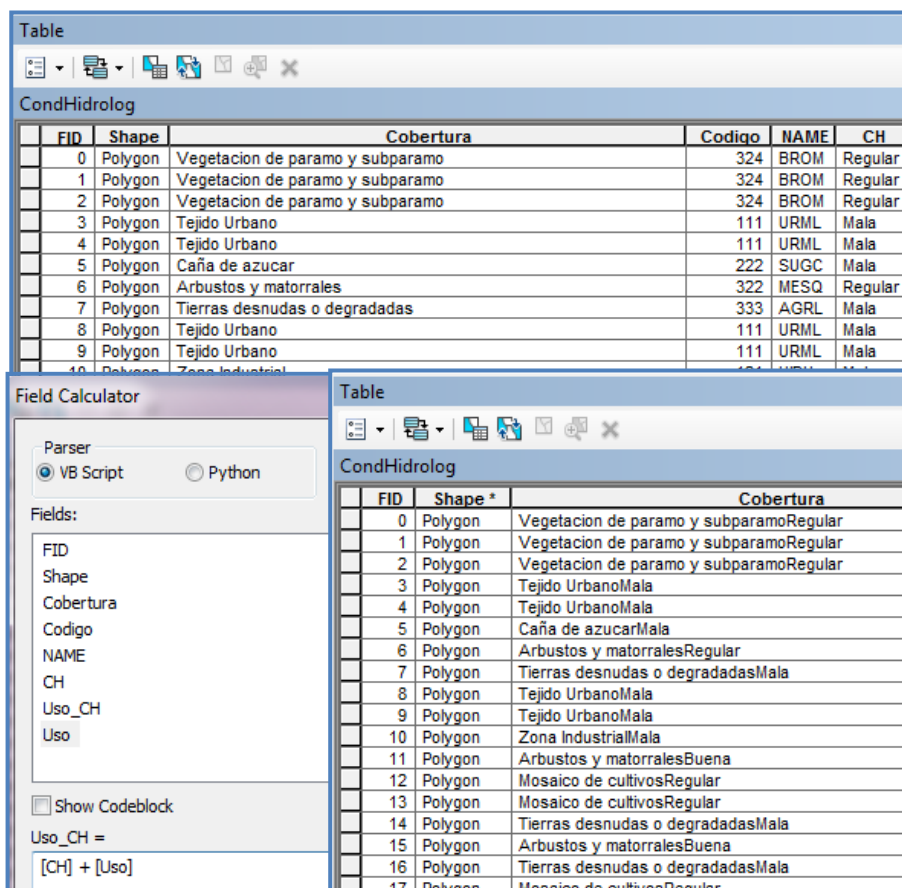 Table
CondHidrolog
FID Shape Cobertura Codigo NAME CH
0 Polygon Vegetacion de paramo y subparamo 324 BROM Regular
1 Polygon Vegetacion de paramo y subparamo 324 BROM Regular
2 Polygon Vegetacion de paramo y subparamo 324 BROM Regular
3 Polygon Tejido Urbano 111 URML Mala
4 Polygon Tejido Urbano 111 URML Mala
5 Polygon Caña de azucar 222 SUGC Mala
6 Polygon Arbustos y matorrales 322 MESQ Regular
7 Polygon Tierras desnudas o degradadas 333 AGRL Mala
8 Polygon Tejido Urbano 111 URML Mala
9 Polygon Tejido Urbano 111 URML Mala
10 Polygon Zona Industrial
Field Calculator
Parser
VB Script Python
Fields:
FID
Shape
Cobertura
Codigo
NAME
CH
Uso_CH
Uso
Show Codeblock
Uso_CH =
[CH] + [Uso]
Table
CondHidrolog
FID Shape * Cobertura
0 Polygon Vegetacion de paramo y subparamoRegular
1 Polygon Vegetacion de paramo y subparamoRegular
2 Polygon Vegetacion de paramo y subparamoRegular
3 Polygon Tejido UrbanoMala
4 Polygon Tejido UrbanoMala
5 Polygon Caña de azucarMala
6 Polygon Arbustos y matorralesRegular
7 Polygon Tierras desnudas o degradadasMala
8 Polygon Tejido UrbanoMala
9 Polygon Tejido UrbanoMala
10 Polygon Zona IndustrialMala
11 Polygon Arbustos y matorralesBuena
12 Polygon Mosaico de cultivosRegular
13 Polygon Mosaico de cultivosRegular
14 Polygon Tierras desnudas o degradadasMala
15 Polygon Arbustos y matorralesBuena
16 Polygon Tierras desnudas o degradadasMala
17 Polygon Mosaico de cultivosRegular